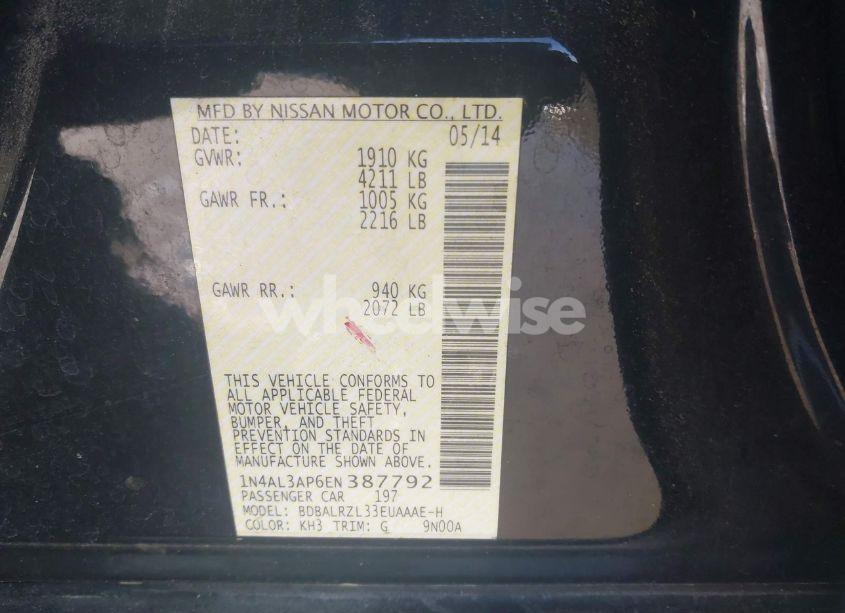 MFD BY NISSAN MOTOR CO., LTD.
DATE: 05/14
GVWR: 1910 KG
4211 LB
GAWR FR.: 1005 KG
2216 LB
GAWR RR.: 940 KG
2072 LB
wheelwise
THIS VEHICLE CONFORMS TO
ALL APPLICABLE FEDERAL
MOTOR VEHICLE SAFETY,
BUMPER, AND THEFT
PREVENTION STANDARDS IN
EFFECT ON THE DATE OF
MANUFACTURE SHOWN ABOVE.
1N4AL3AP6EN387792
PASSENGER CAR 197
MODEL: BDBALRZL33EUAAAE-H
COLOR: KH3 TRIM: G 9N00A